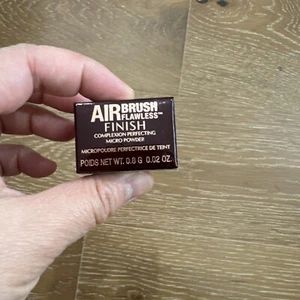 AIRBRUSH
FLAWLESS™
FINISH
COMPLEXION PERFECTING
MICRO POWDER
MICROPOUDRE PERFECTRICE DE TEINT
POIDS NET WT. 0.8 G 0.02 OZ.